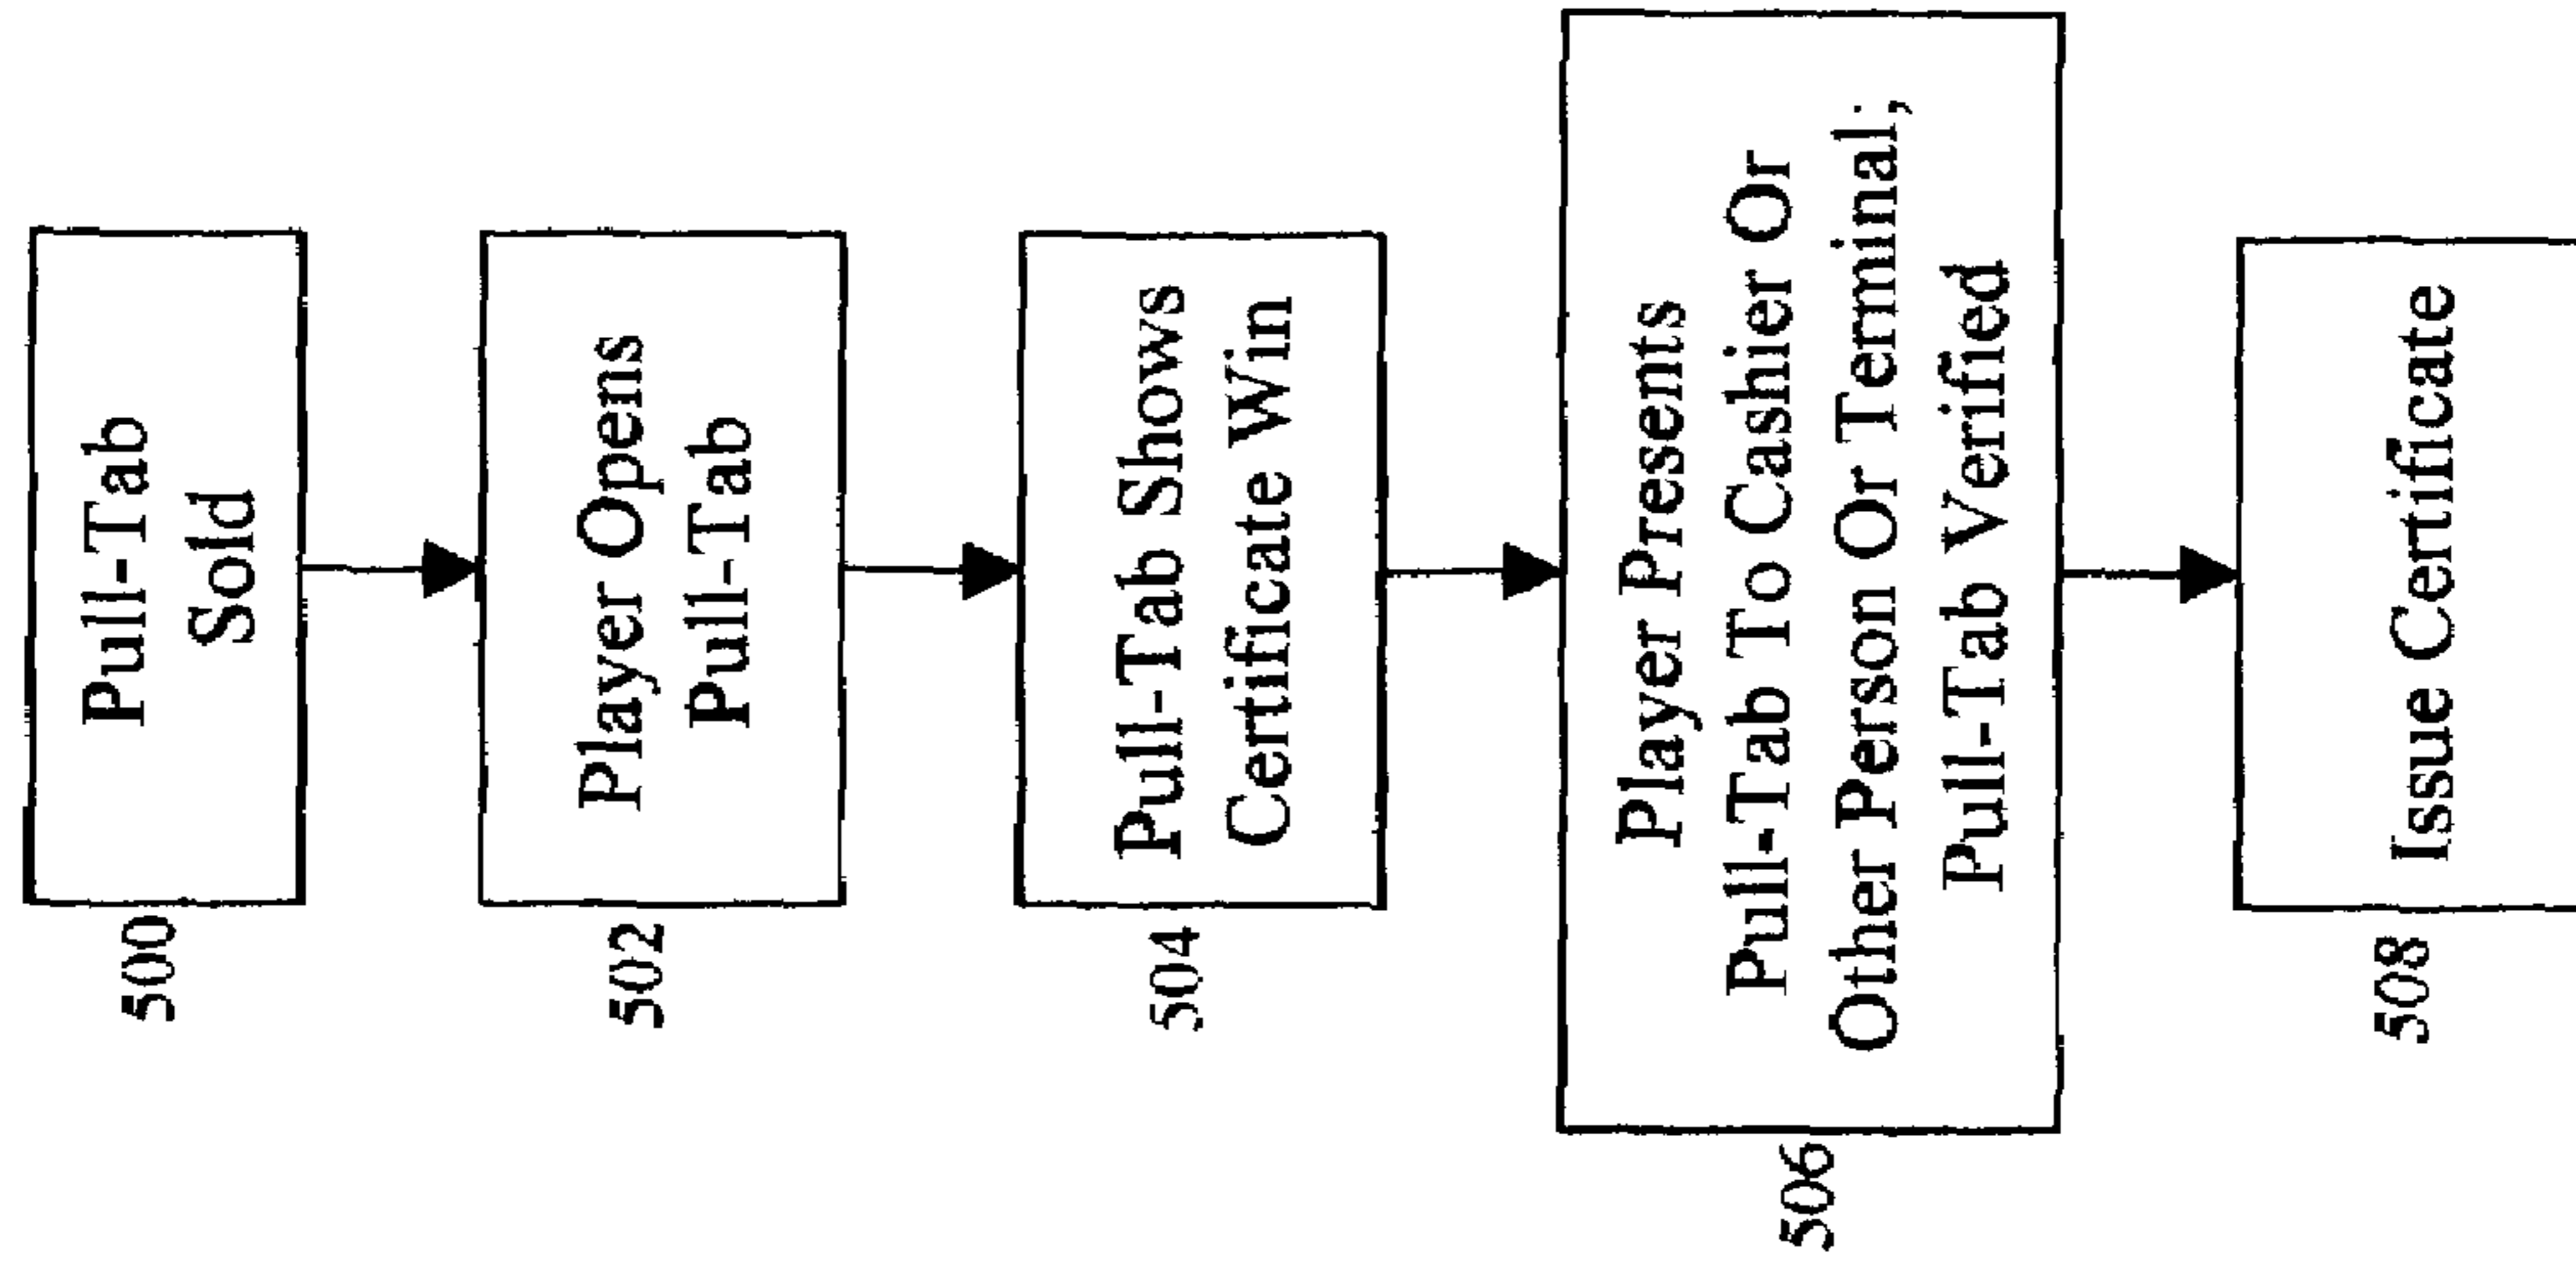 500
Pull-Tab
Sold
502
Player Opens
Pull-Tab
504
Pull-Tab Shows
Certificate Win
506
Player Presents
Pull-Tab To Cashier Or
Other Person Or Terminal;
Pull-Tab Verified
508
Issue Certificate